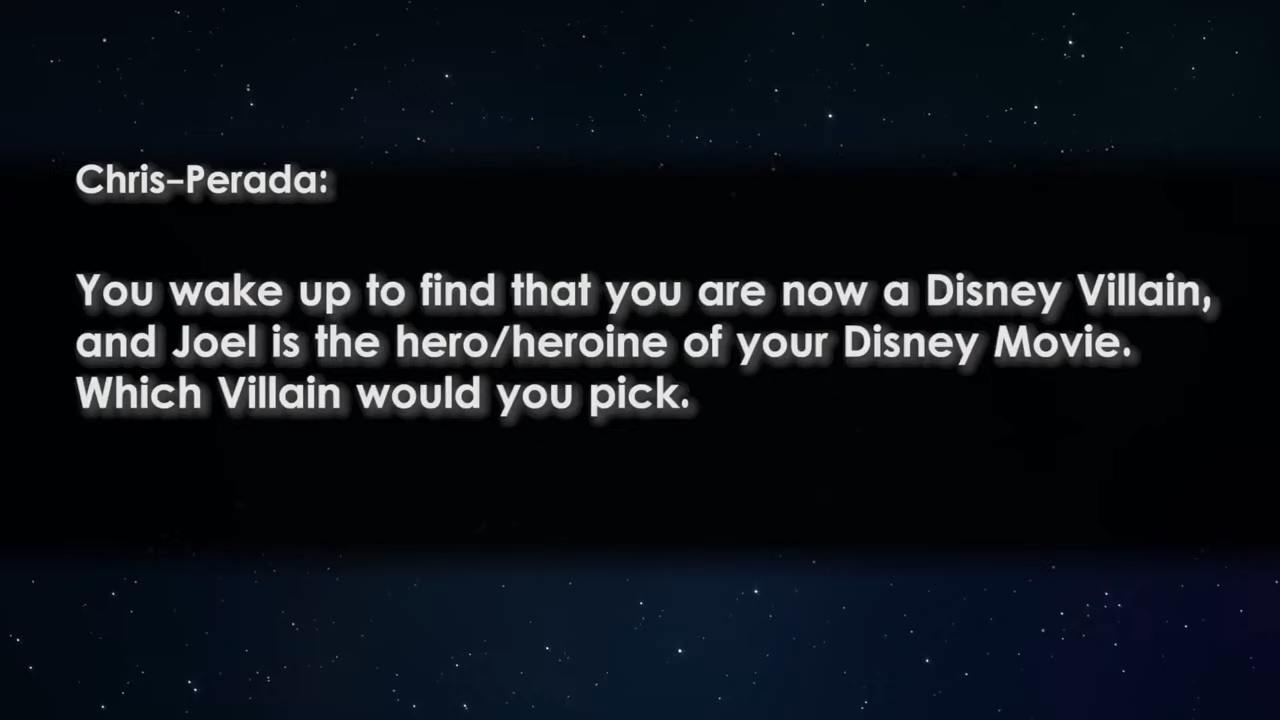 Chris-Perada:
You wake up to find that you are now a Disney Villain,
and Joel is the hero/heroine of your Disney Movie.
Which Villain would you pick.